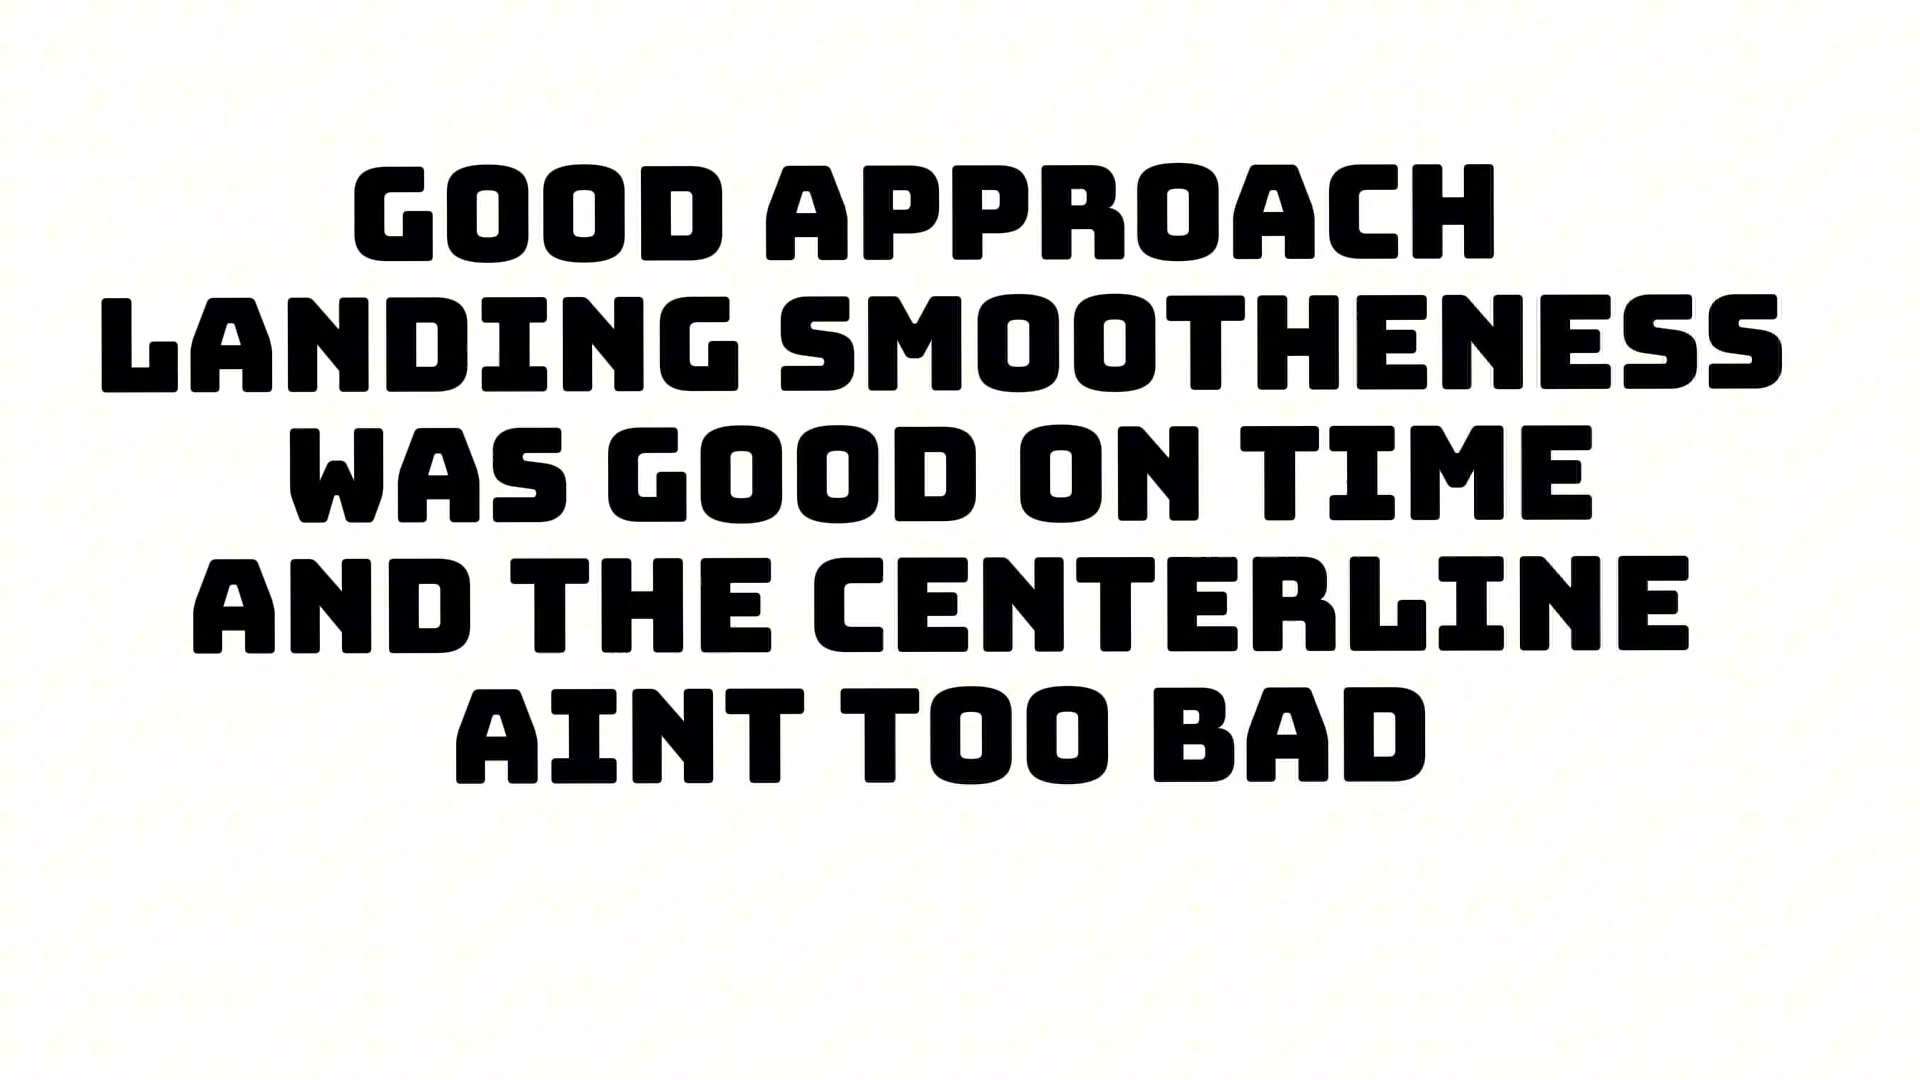 GOOD APPROACH
LANDING SMOOTHENESS
WAS GOOD ON TIME
AND THE CENTERLINE
AINT TOO BAD